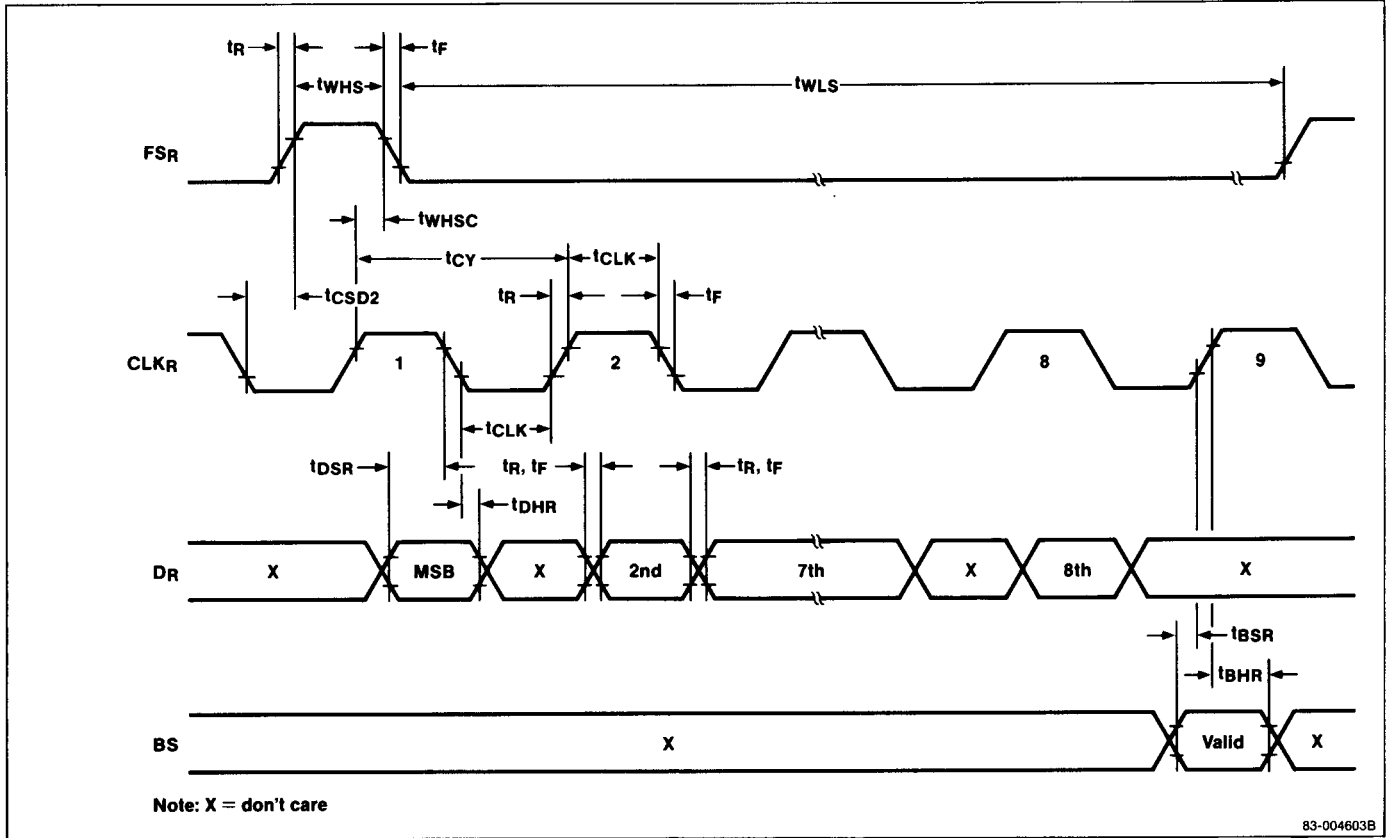 tR tF
tWHS tWLS
FSR
tWHSC
tCY tCLK
tCSD2 tR tF
CLKR 1 2 8 9
tCLK
tDSR tR, tF tR, tF
tDHR
DR X MSB X 2nd 7th X 8th X
tBSR
tBHR
BS X Valid X
Note: X = don't care
83-004603B